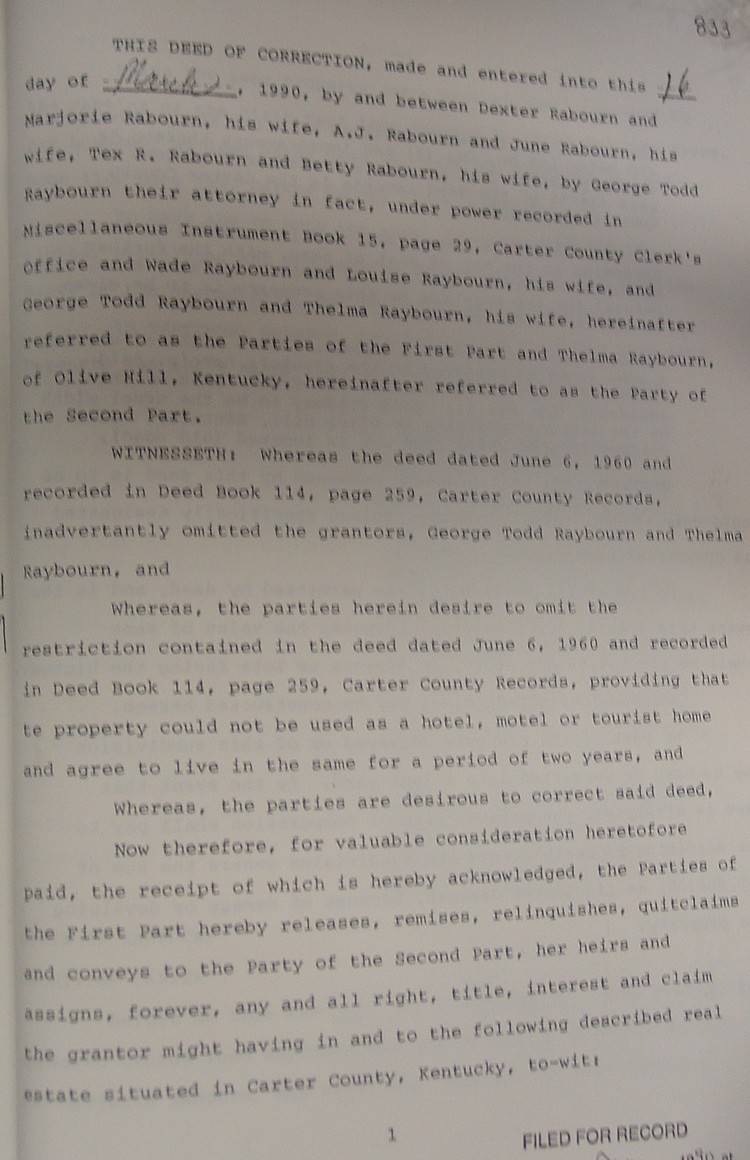 833
THIS DEED OF CORRECTION, made and entered into this 16
day of March, 1990, by and between Dexter Rabourn and
Marjorie Rabourn, his wife, A.J. Rabourn and June Rabourn, his
wife, Tex R. Rabourn and Betty Rabourn, his wife, by George Todd
Raybourn their attorney in fact, under power recorded in
Miscellaneous Instrument Book 15, page 29, Carter County Clerk's
Office and Wade Raybourn and Louise Raybourn, his wife, and
George Todd Raybourn and Thelma Raybourn, his wife, hereinafter
referred to as the Parties of the First Part and Thelma Raybourn,
of Olive Hill, Kentucky, hereinafter referred to as the Party of
the Second Part.
WITNESSETH: Whereas the deed dated June 6, 1960 and
recorded in Deed Book 114, page 259, Carter County Records,
inadvertantly omitted the grantors, George Todd Raybourn and Thelma
Raybourn, and
Whereas, the parties herein desire to omit the
restriction contained in the deed dated June 6, 1960 and recorded
in Deed Book 114, page 259, Carter County Records, providing that
te property could not be used as a hotel, motel or tourist home
and agree to live in the same for a period of two years, and
Whereas, the parties are desirous to correct said deed,
Now therefore, for valuable consideration heretofore
paid, the receipt of which is hereby acknowledged, the Parties of
the First Part hereby releases, remises, relinquishes, quitclaims
and conveys to the Party of the Second Part, her heirs and
assigns, forever, any and all right, title, interest and claim
the grantor might having in and to the following described real
estate situated in Carter County, Kentucky, to-wit:
1
FILED FOR RECORD